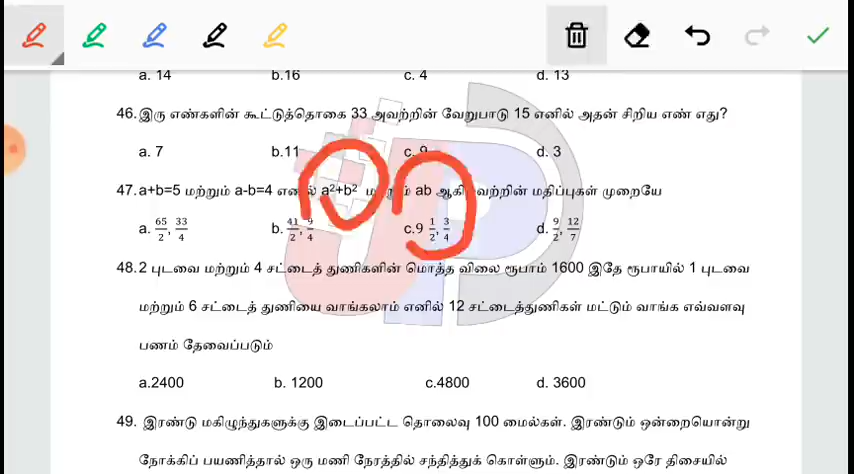 a. 14 b.16 c. 4 d. 13
46. இரு எண்களின் கூட்டுத்தொகை 33 அவற்றின் வேறுபாடு 15 எனில் அதன் சிறிய எண் எது?
a. 7 b.11 c. 9 d. 3
47. a+b=5 மற்றும் a-b=4 எனில் a²+b² மற்றும் ab ஆகியவற்றின் மதிப்புகள் முறையே
a. 65/2, 33/4 b. 41/2, 9/4 c.9 1/2, 3/4 d. 9/2, 12/7
48. 2 புடவை மற்றும் 4 சட்டைத் துணிகளின் மொத்த விலை ரூபாம் 1600 இதே ரூபாயில் 1 புடவை
மற்றும் 6 சட்டைத் துணியை வாங்கலாம் எனில் 12 சட்டைத்துணிகள் மட்டும் வாங்க எவ்வளவு
பணம் தேவைப்படும்
a.2400 b. 1200 c.4800 d. 3600
49. இரண்டு மகிழுந்துகளுக்கு இடைப்பட்ட தொலைவு 100 மைல்கள். இரண்டும் ஒன்றையொன்று
நோக்கிப் பயணித்தால் ஒரு மணி நேரத்தில் சந்தித்துக் கொள்ளும். இரண்டும் ஒரே திசையில்